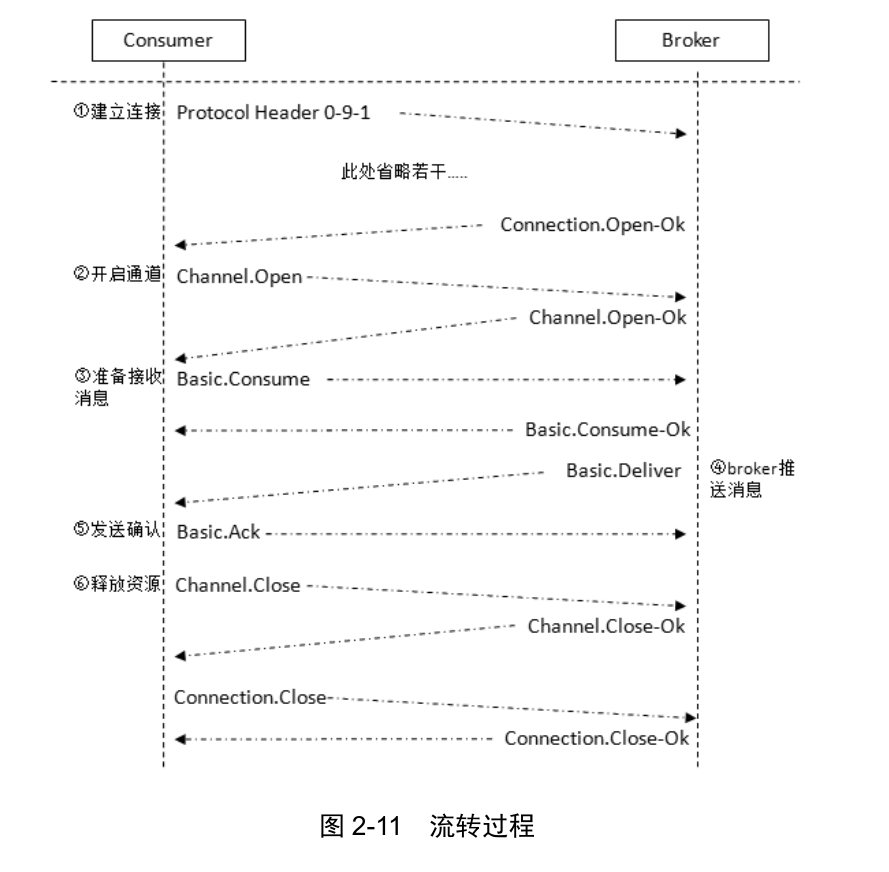 Consumer
Broker
①建立连接
Protocol Header 0-9-1
此处省略若干.....
Connection.Open-Ok
②开启通道
Channel.Open
Channel.Open-Ok
③准备接收
消息
Basic.Consume
Basic.Consume-Ok
Basic.Deliver
④broker推
送消息
⑤发送确认
Basic.Ack
⑥释放资源
Channel.Close
Channel.Close-Ok
Connection.Close
Connection.Close-Ok
图 2-11 流转过程